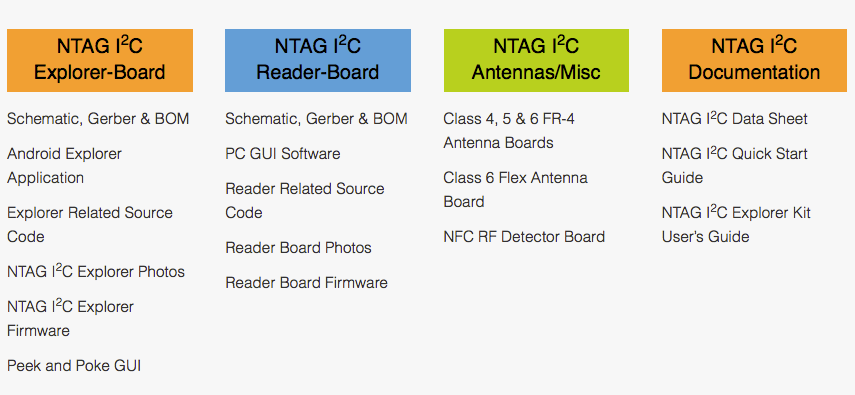 NTAG I²C
Explorer-Board
Schematic, Gerber & BOM
Android Explorer
Application
Explorer Related Source
Code
NTAG I²C Explorer Photos
NTAG I²C Explorer
Firmware
Peek and Poke GUI
NTAG I²C
Reader-Board
Schematic, Gerber & BOM
PC GUI Software
Reader Related Source
Code
Reader Board Photos
Reader Board Firmware
NTAG I²C
Antennas/Misc
Class 4, 5 & 6 FR-4
Antenna Boards
Class 6 Flex Antenna
Board
NFC RF Detector Board
NTAG I²C
Documentation
NTAG I²C Data Sheet
NTAG I²C Quick Start
Guide
NTAG I²C Explorer Kit
User's Guide